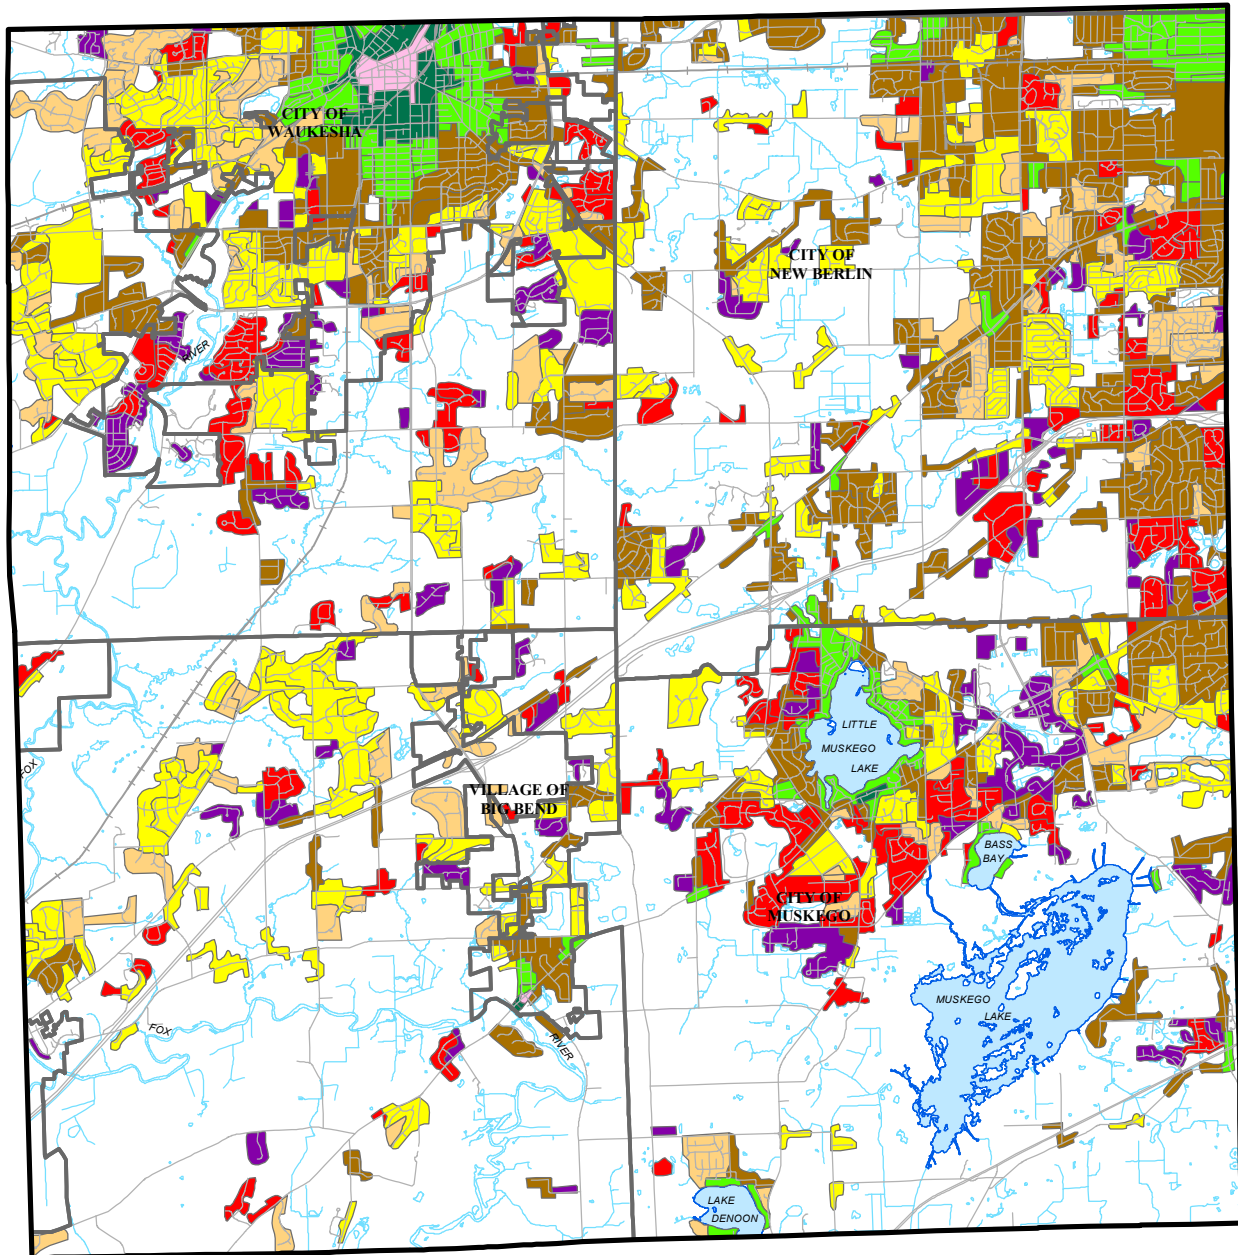 CITY OF
WAUKESHA
CITY OF
NEW BERLIN
RIVER
LITTLE
MUSKEGO
LAKE
FOX
VILLAGE OF
BIG BEND
BASS
BAY
CITY OF
MUSKEGO
MUSKEGO
LAKE
FOX
RIVER
LAKE
DENOON